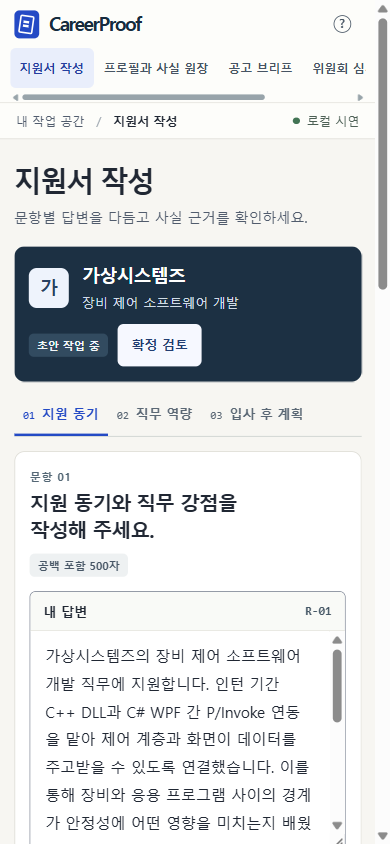 CareerProof
?
지원서 작성 프로필과 사실 원장 공고 브리프 위원회 심
내 작업 공간 / 지원서 작성 로컬 시연
지원서 작성
문항별 답변을 다듬고 사실 근거를 확인하세요.
가
가상시스템즈
장비 제어 소프트웨어 개발
초안 작업 중
확정 검토
01 지원 동기 02 직무 역량 03 입사 후 계획
문항 01
지원 동기와 직무 강점을
작성해 주세요.
공백 포함 500자
내 답변 R-01
가상시스템즈의 장비 제어 소프트웨어
개발 직무에 지원합니다. 인턴 기간
C++ DLL과 C# WPF 간 P/Invoke 연동
을 맡아 제어 계층과 화면이 데이터를
주고받을 수 있도록 연결했습니다. 이를
통해 장비와 응용 프로그램 사이의 경계
가 안정성에 어떤 영향을 미치는지 배웠